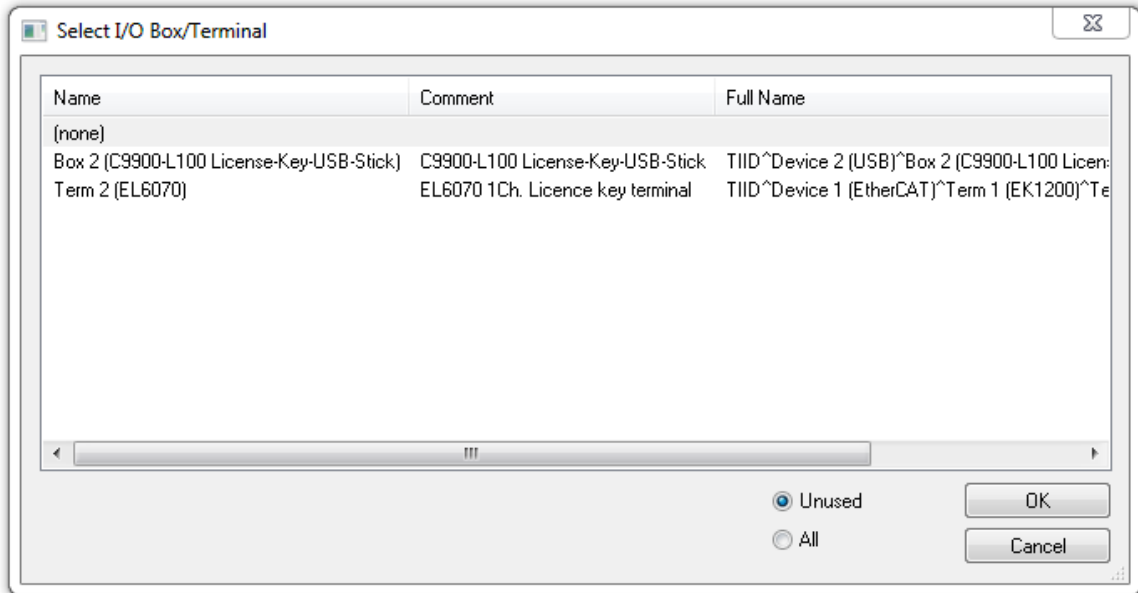 Select I/O Box/Terminal
Name Comment Full Name
(none)
Box 2 (C9900-L100 License-Key-USB-Stick) C9900-L100 License-Key-USB-Stick TIID^Device 2 (USB)^Box 2 (C9900-L100 Licen
Term 2 (EL6070) EL6070 1Ch. Licence key terminal TIID^Device 1 (EtherCAT)^Term 1 (EK1200)^Te
Unused OK
All Cancel